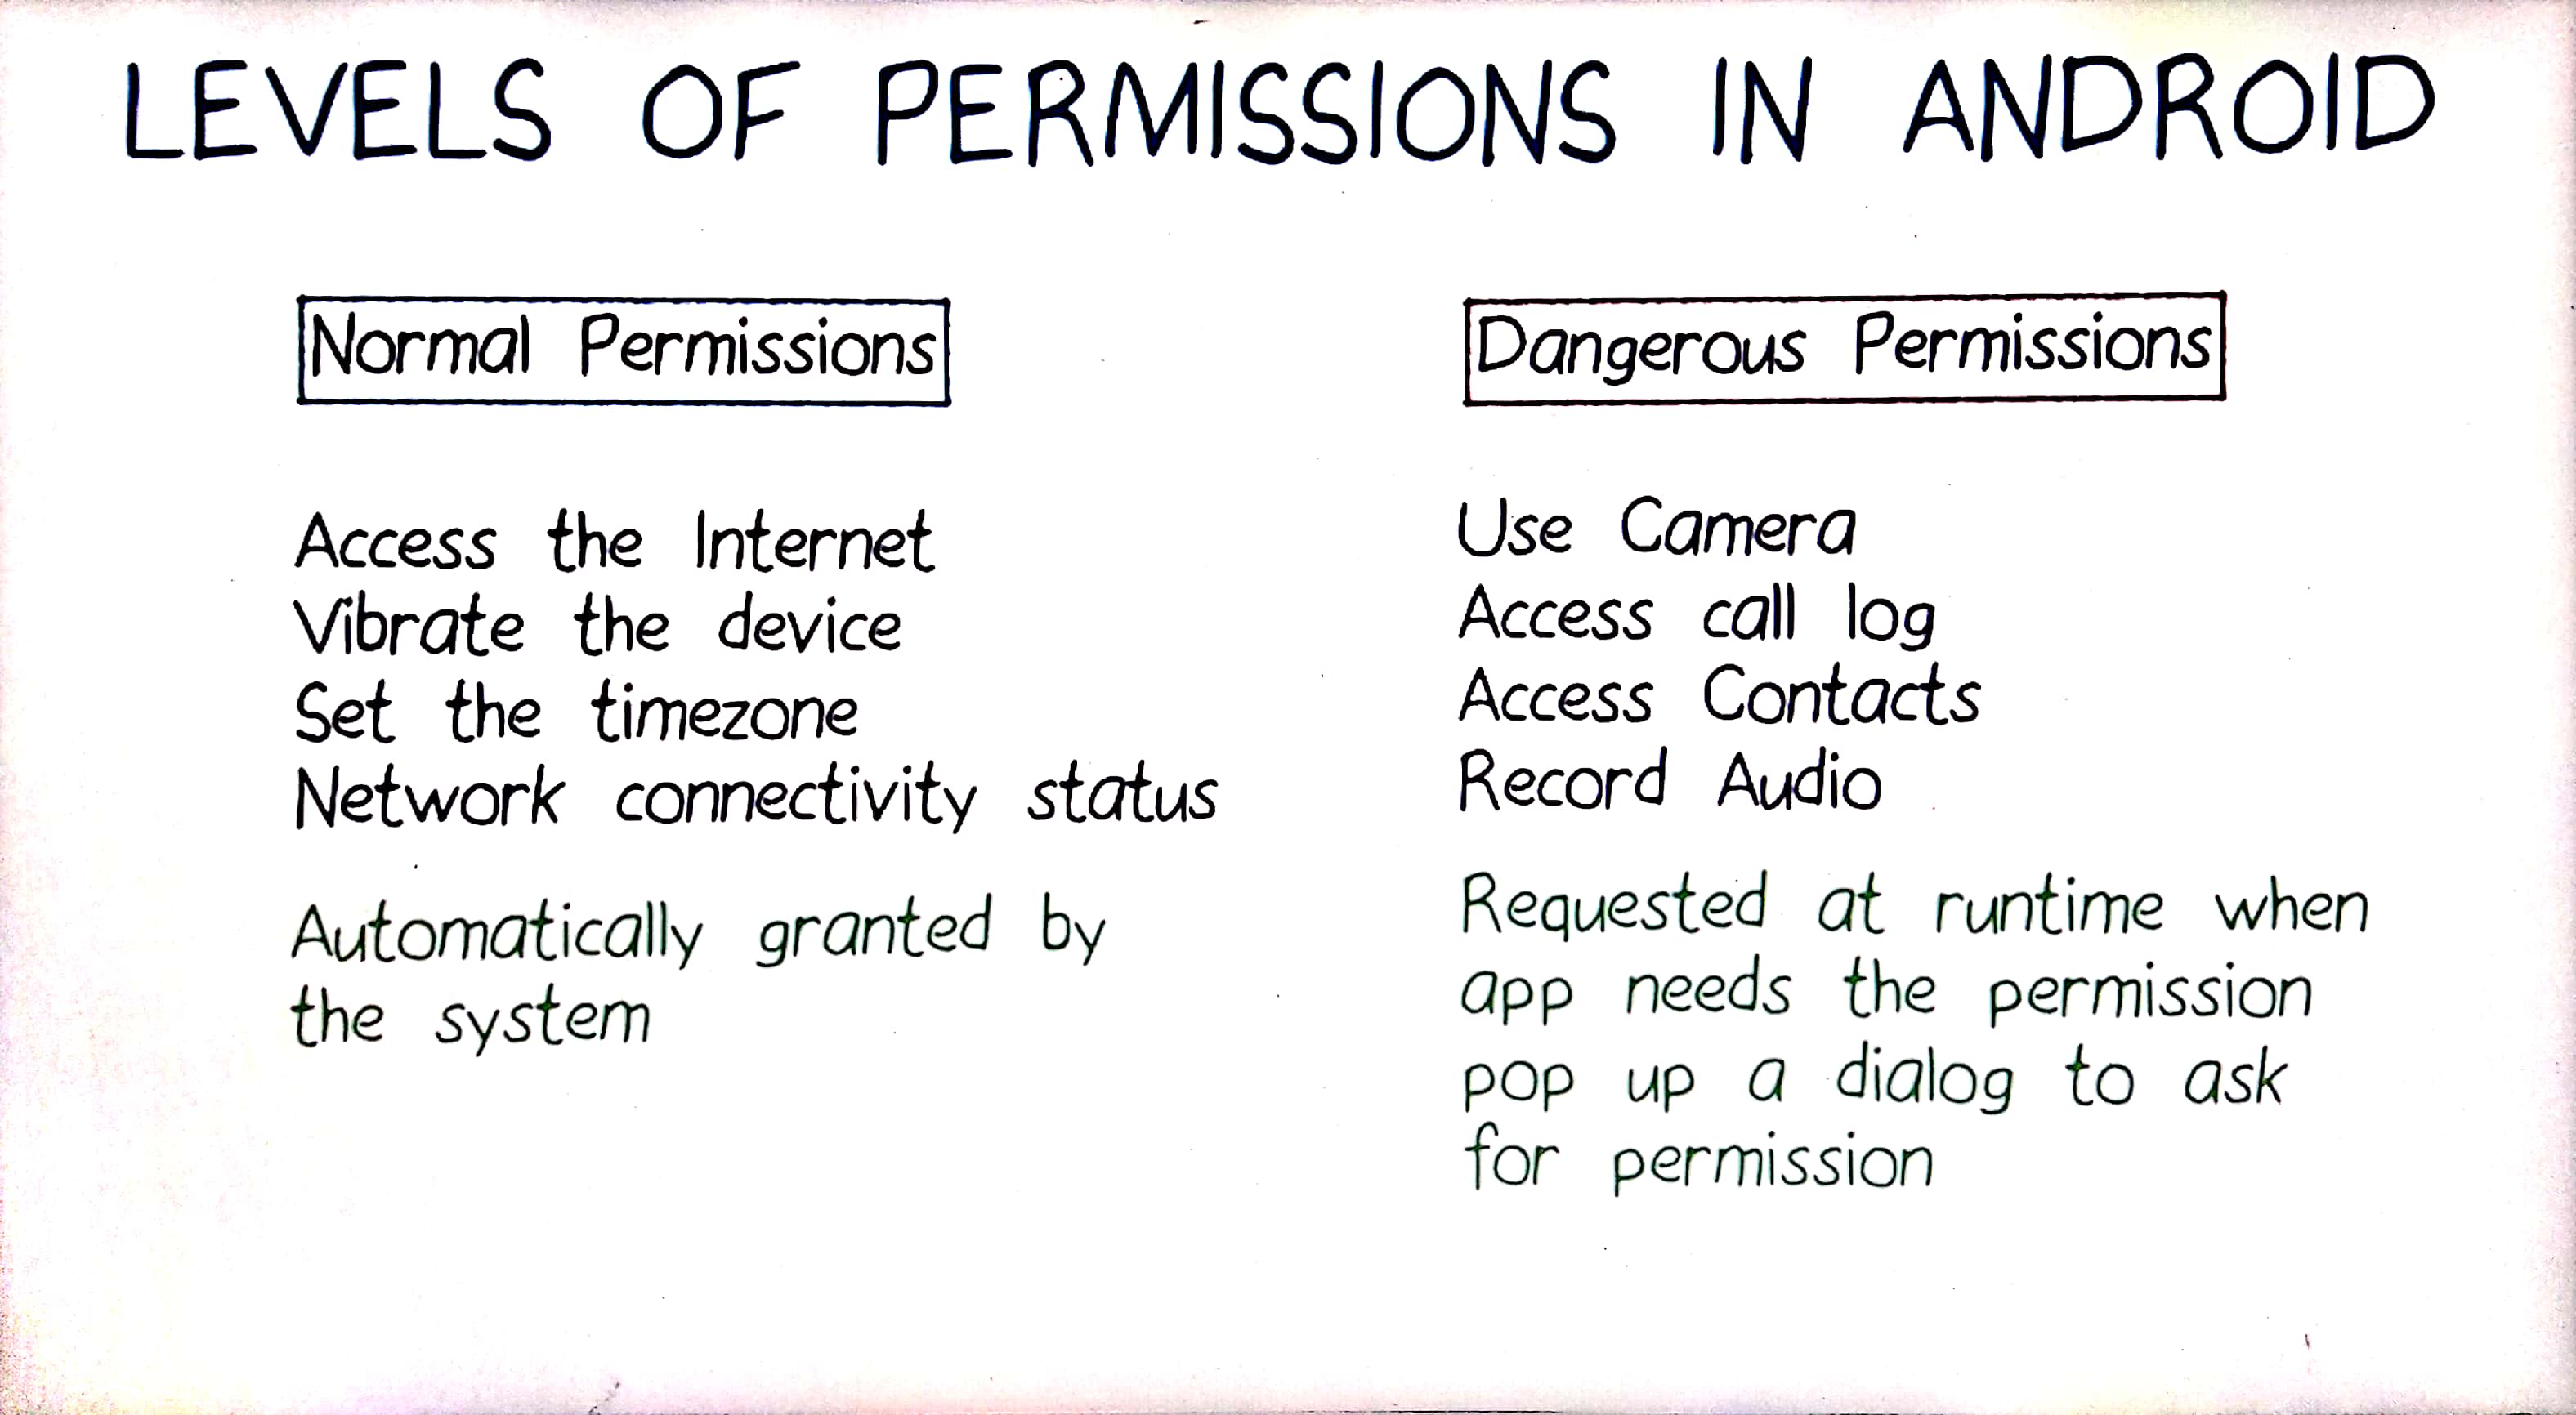 LEVELS OF PERMISSIONS IN ANDROID
Normal Permissions
Access the Internet
Vibrate the device
Set the timezone
Network connectivity status
Automatically granted by
the system
Dangerous Permissions
Use Camera
Access call log
Access Contacts
Record Audio
Requested at runtime when
app needs the permission
pop up a dialog to ask
for permission